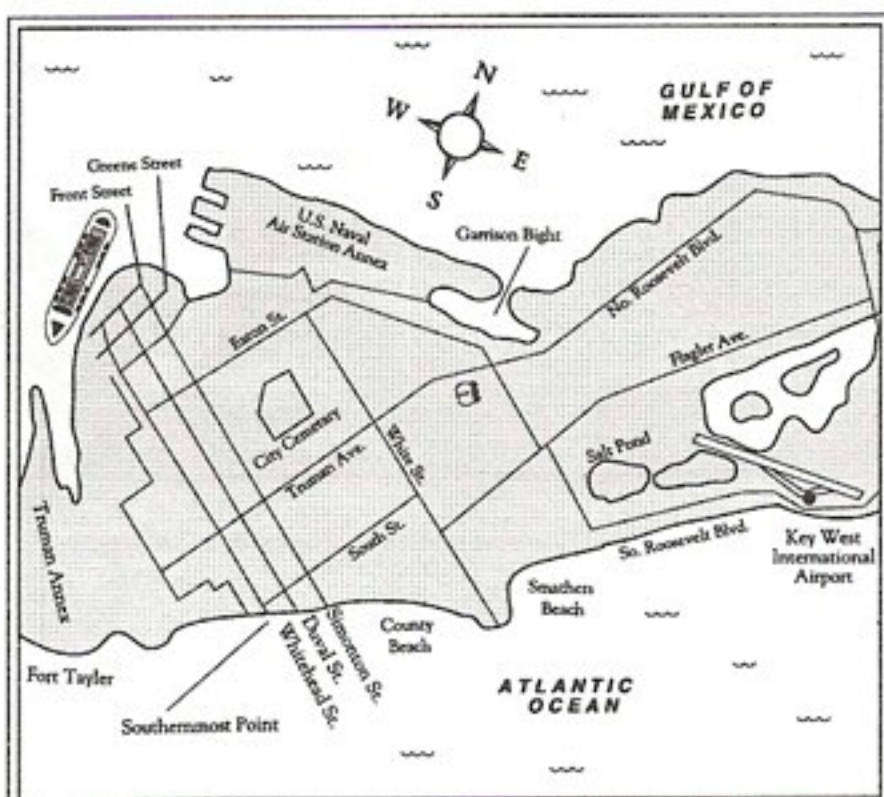 N
W
E
S
GULF OF
MEXICO
Greene Street
Front Street
U.S. Naval
Air Station Annex
Garrison Bight
No. Roosevelt Blvd.
Eaton St.
Flagler Ave.
City Cemetery
Truman Ave.
White St.
Salt Pond
South St.
Truman Annex
So. Roosevelt Blvd.
Key West
International
Airport
Smathers
Beach
County
Beach
Simonton St.
Duval St.
Whitehead St.
Fort Tayler
Southernmost Point
ATLANTIC
OCEAN